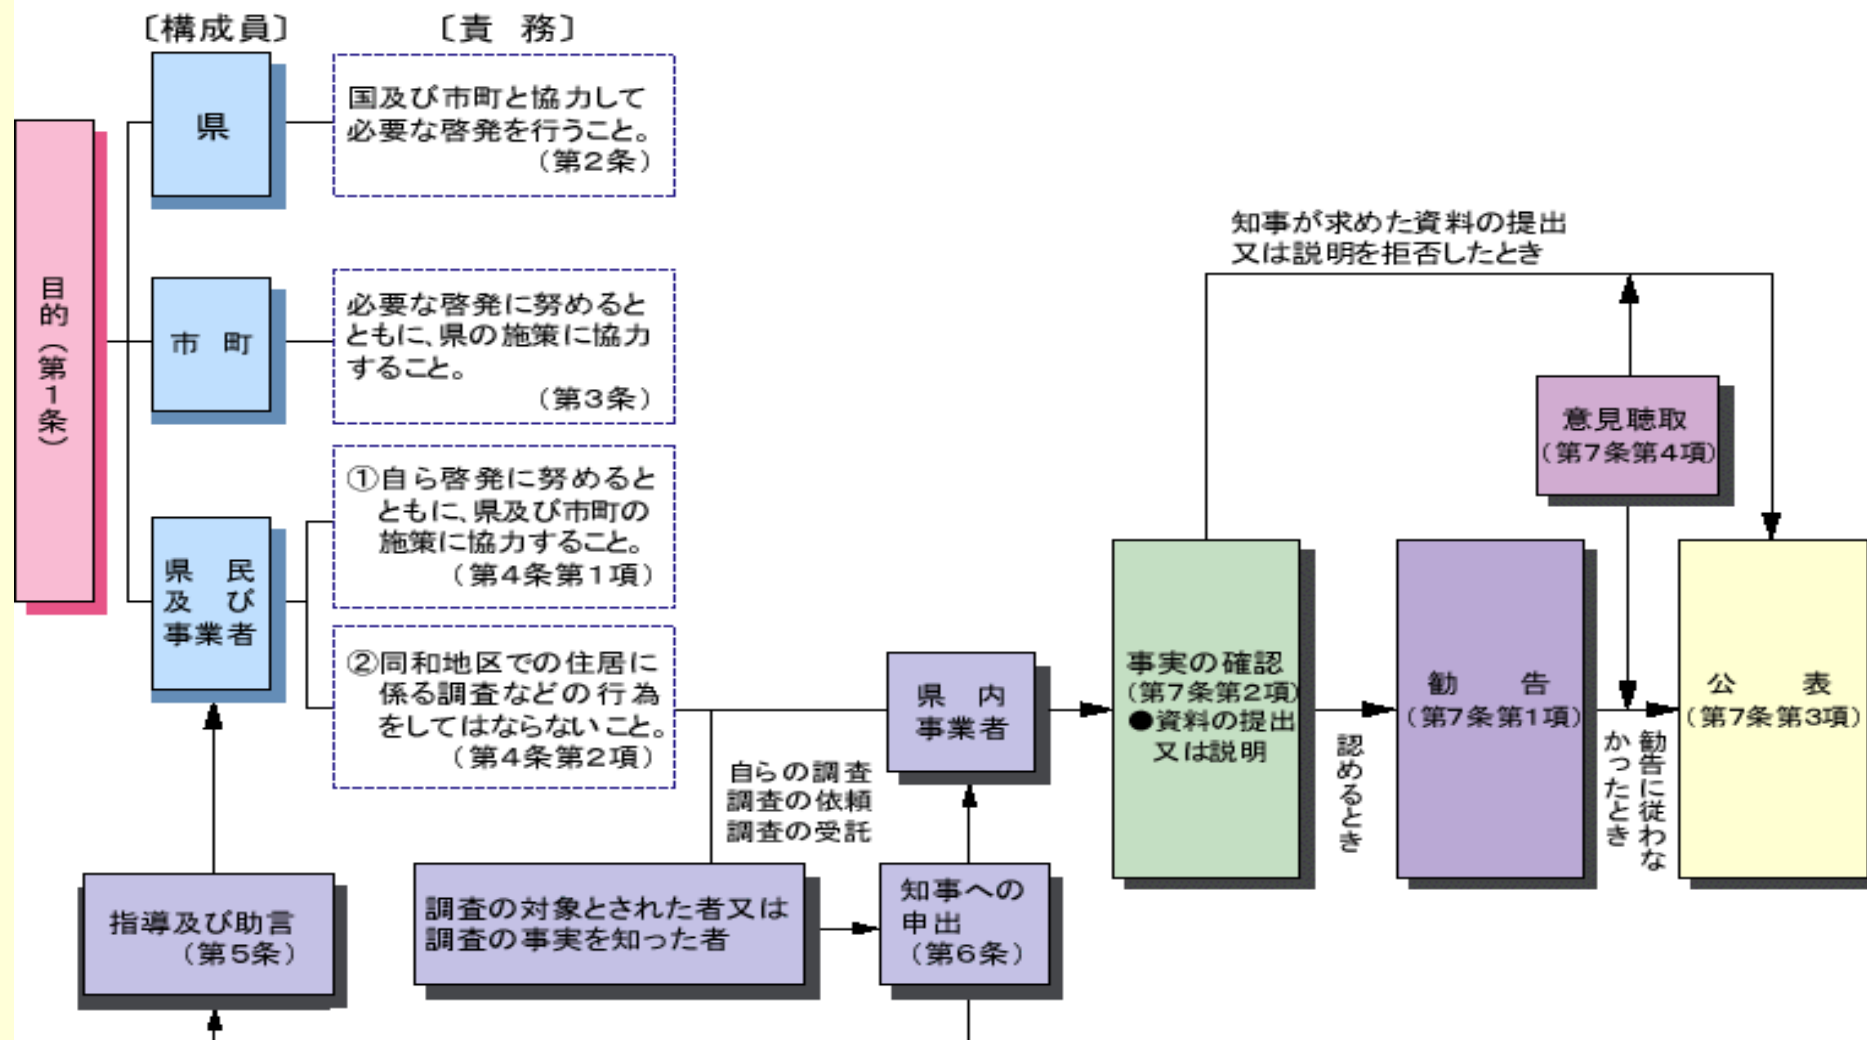 〔構成員〕
〔責 務〕
目的（第１条）
県
国及び市町と協力して
必要な啓発を行うこと。
（第２条）
市 町
必要な啓発に努めると
ともに、県の施策に協力
すること。
（第３条）
県 民
及 び
事業者
①自ら啓発に努めると
ともに、県及び市町の
施策に協力すること。
（第４条第１項）
②同和地区での住居に
係る調査などの行為
をしてはならないこと。
（第４条第２項）
指導及び助言
（第５条）
自らの調査
調査の依頼
調査の受託
調査の対象とされた者又は
調査の事実を知った者
知事への
申出
（第６条）
県 内
事業者
事実の確認
（第７条第２項）
●資料の提出
又は説明
認めるとき
勧 告
（第７条第１項）
勧告に従わな
かったとき
知事が求めた資料の提出
又は説明を拒否したとき
意見聴取
（第７条第４項）
公 表
（第７条第３項）